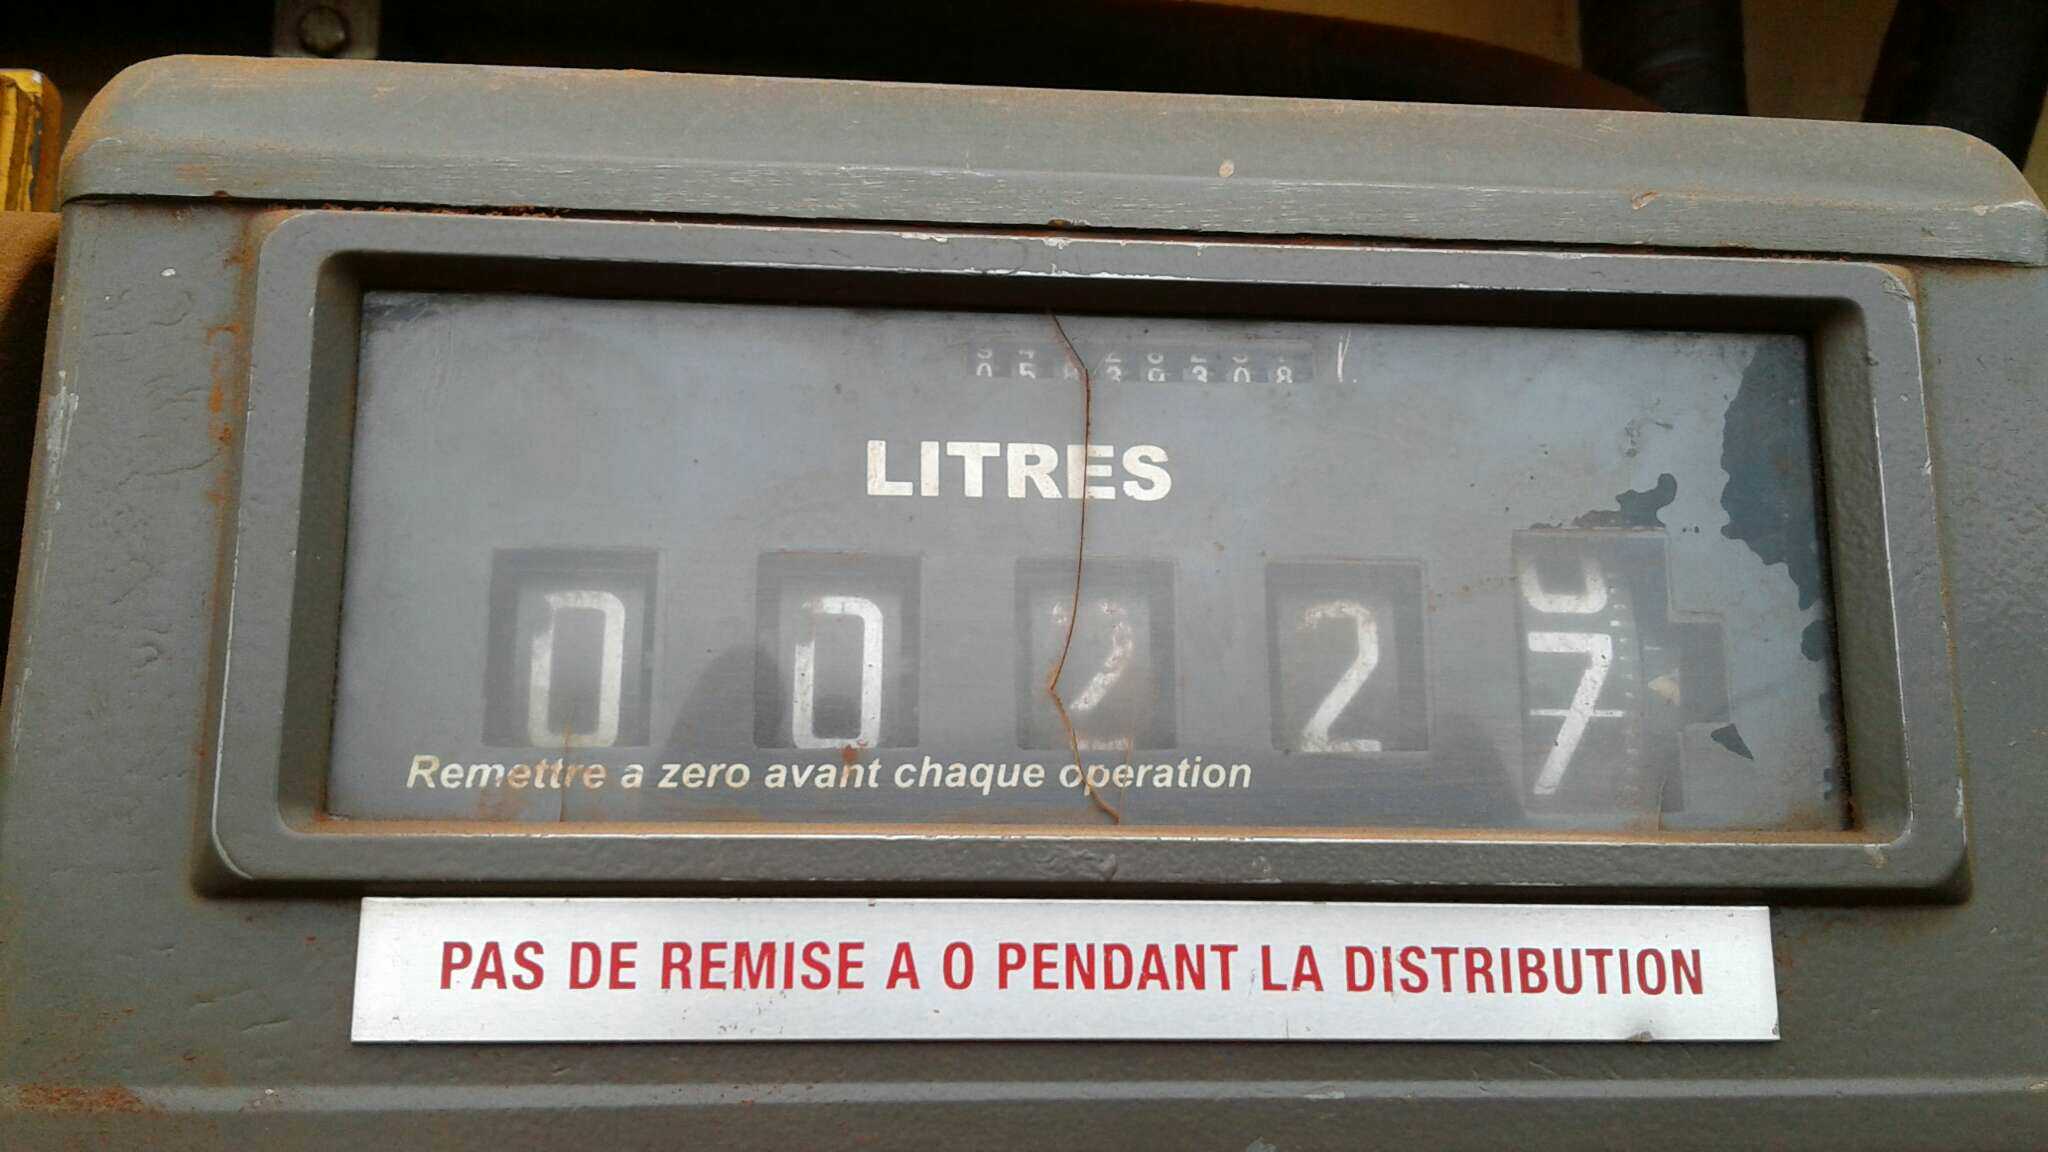 LITRES
0 0 2 2 7
Remettre a zero avant chaque operation
PAS DE REMISE A 0 PENDANT LA DISTRIBUTION